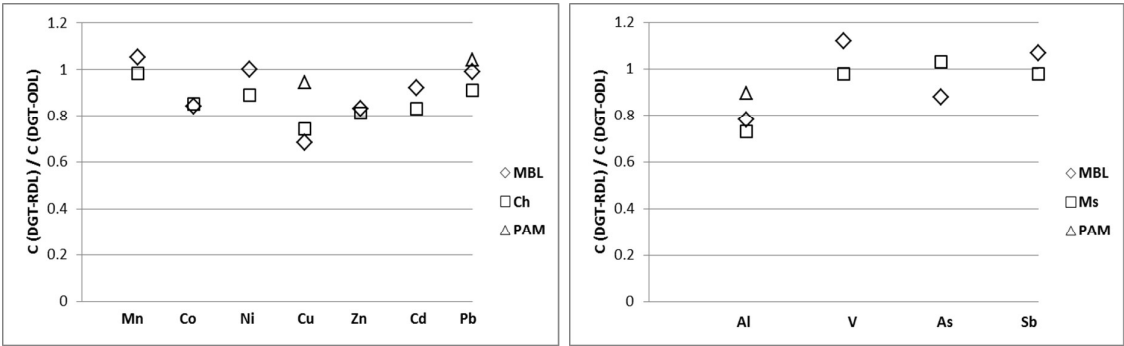 C (DGT-RDL) / C (DGT-ODL)
1.2
1
0.8
0.6
0.4
0.2
0
Mn Co Ni Cu Zn Cd Pb
MBL
Ch
PAM
C (DGT-RDL) / C (DGT-ODL)
1.2
1
0.8
0.6
0.4
0.2
0
Al V As Sb
MBL
Ms
PAM